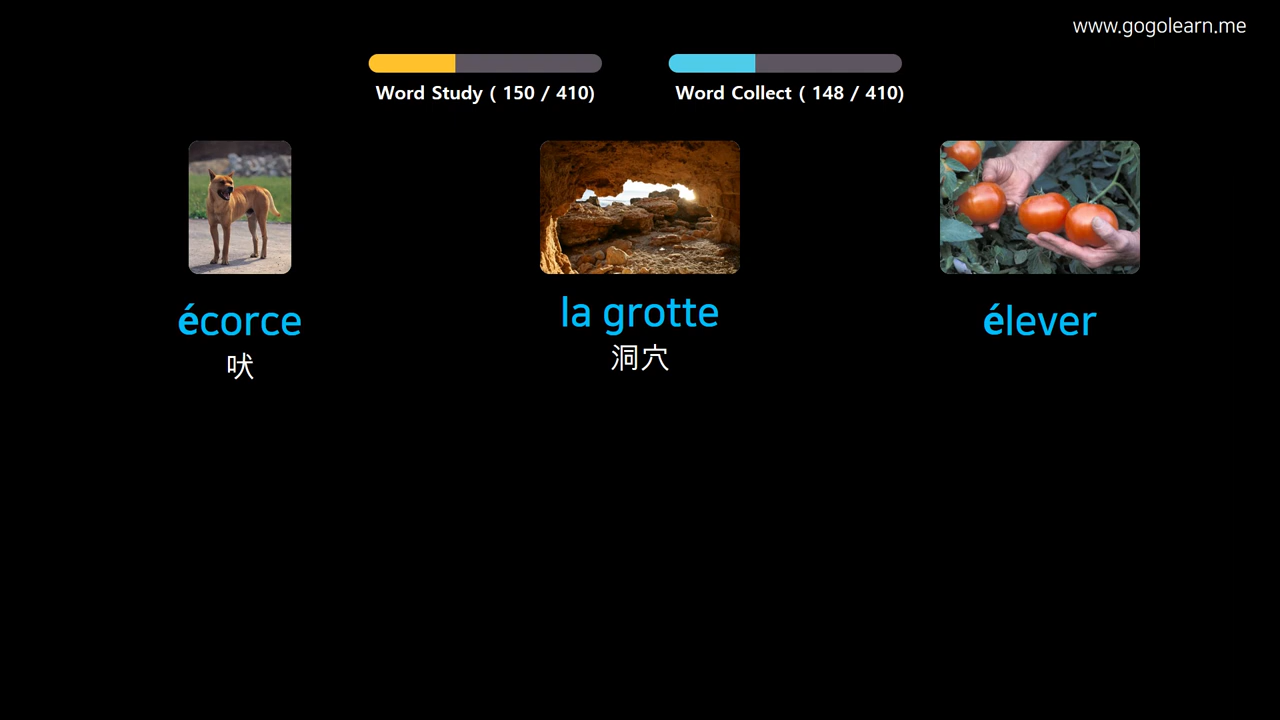 www.gogolearn.me
Word Study ( 150 / 410)
Word Collect ( 148 / 410)
écorce
吠
la grotte
洞穴
élever